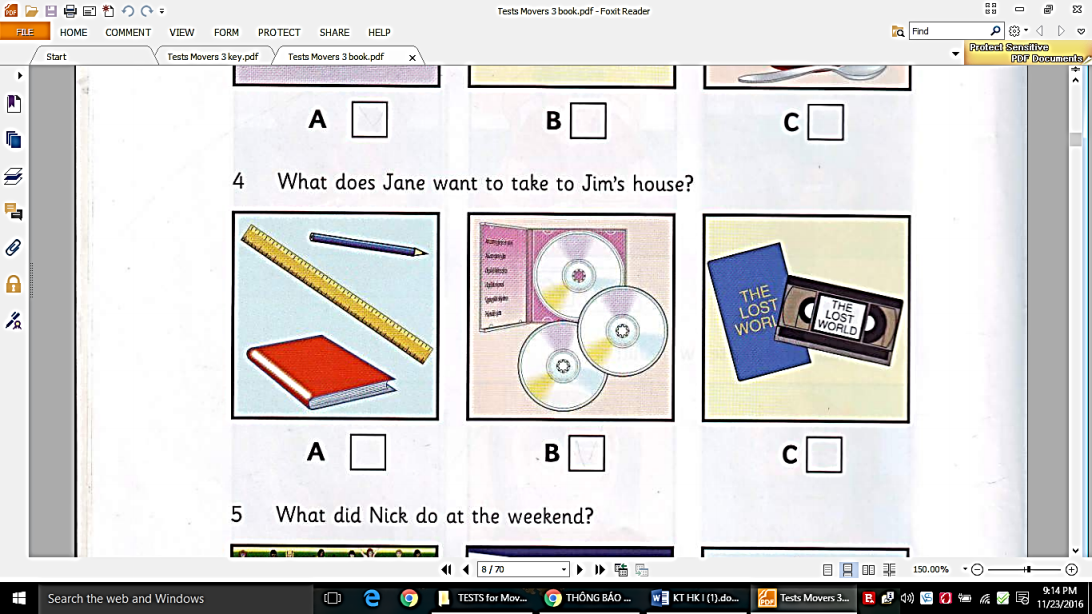 Tests Movers 3 book.pdf - Foxit Reader
FILE HOME COMMENT VIEW FORM PROTECT SHARE HELP
Find
Start Tests Movers 3 key.pdf Tests Movers 3 book.pdf
Protect Sensitive
PDF Documents
A B C
4 What does Jane want to take to Jim's house?
THE
LOST
THE
LOST
WORLD
A B C
5 What did Nick do at the weekend?
8 / 70
150.00%
Search the web and Windows
TESTS for Mov...
THÔNG BÁO ...
KT HK I {1}.do...
Tests Movers 3...
9:14 PM